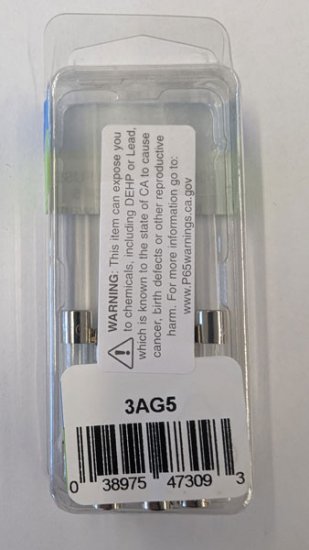 WARNING: This item can expose you
to chemicals, including DEHP or Lead,
which is known to the state of CA to cause
cancer, birth defects or other reproductive
harm. For more information go to:
www.P65warnings.ca.gov
3AG5
0 38975 47309 3